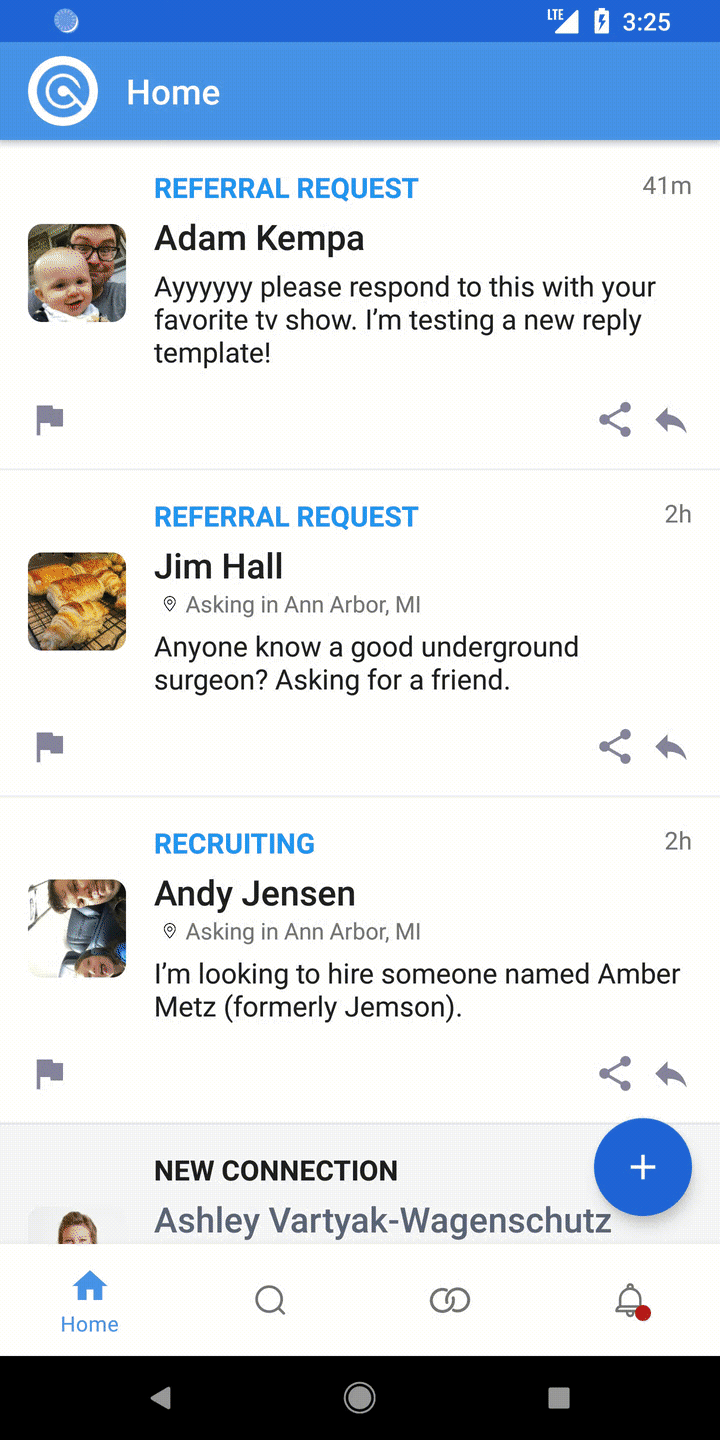 LTE 3:25
Home
REFERRAL REQUEST 41m
Adam Kempa
Ayyyyyy please respond to this with your
favorite tv show. I’m testing a new reply
template!
REFERRAL REQUEST 2h
Jim Hall
Asking in Ann Arbor, MI
Anyone know a good underground
surgeon? Asking for a friend.
RECRUITING 2h
Andy Jensen
Asking in Ann Arbor, MI
I’m looking to hire someone named Amber
Metz (formerly Jemson).
NEW CONNECTION
Ashley Vartyak-Wagenschutz
Home